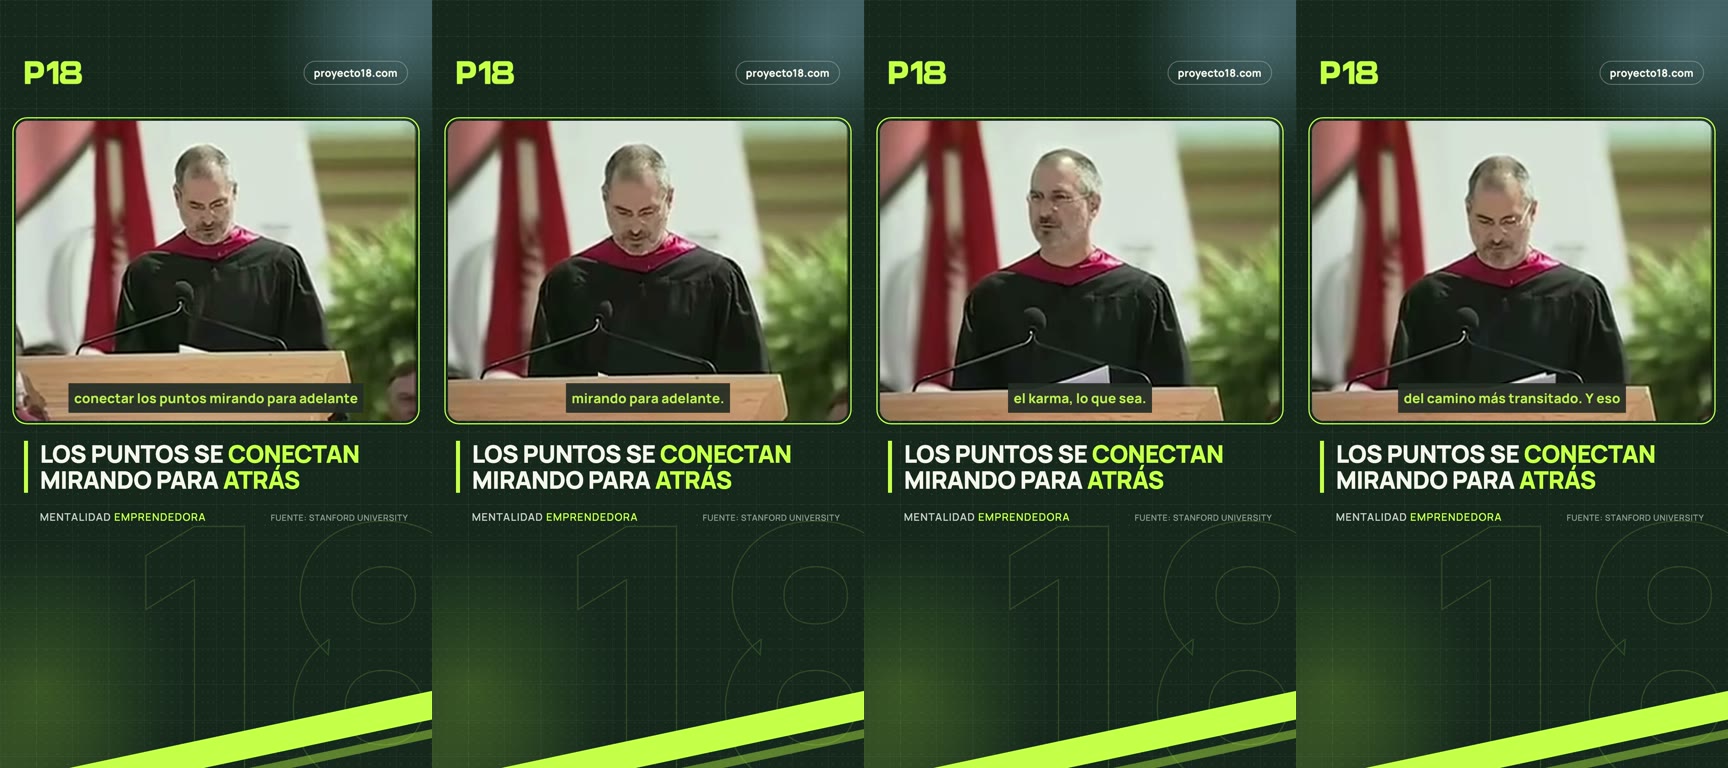 P18
proyecto18.com
conectar los puntos mirando para adelante
LOS PUNTOS SE CONECTAN
MIRANDO PARA ATRÁS
MENTALIDAD EMPRENDEDORA
FUENTE: STANFORD UNIVERSITY
18
P18
proyecto18.com
mirando para adelante.
LOS PUNTOS SE CONECTAN
MIRANDO PARA ATRÁS
MENTALIDAD EMPRENDEDORA
FUENTE: STANFORD UNIVERSITY
18
P18
proyecto18.com
el karma, lo que sea.
LOS PUNTOS SE CONECTAN
MIRANDO PARA ATRÁS
MENTALIDAD EMPRENDEDORA
FUENTE: STANFORD UNIVERSITY
18
P18
proyecto18.com
del camino más transitado. Y eso
LOS PUNTOS SE CONECTAN
MIRANDO PARA ATRÁS
MENTALIDAD EMPRENDEDORA
FUENTE: STANFORD UNIVERSITY
18